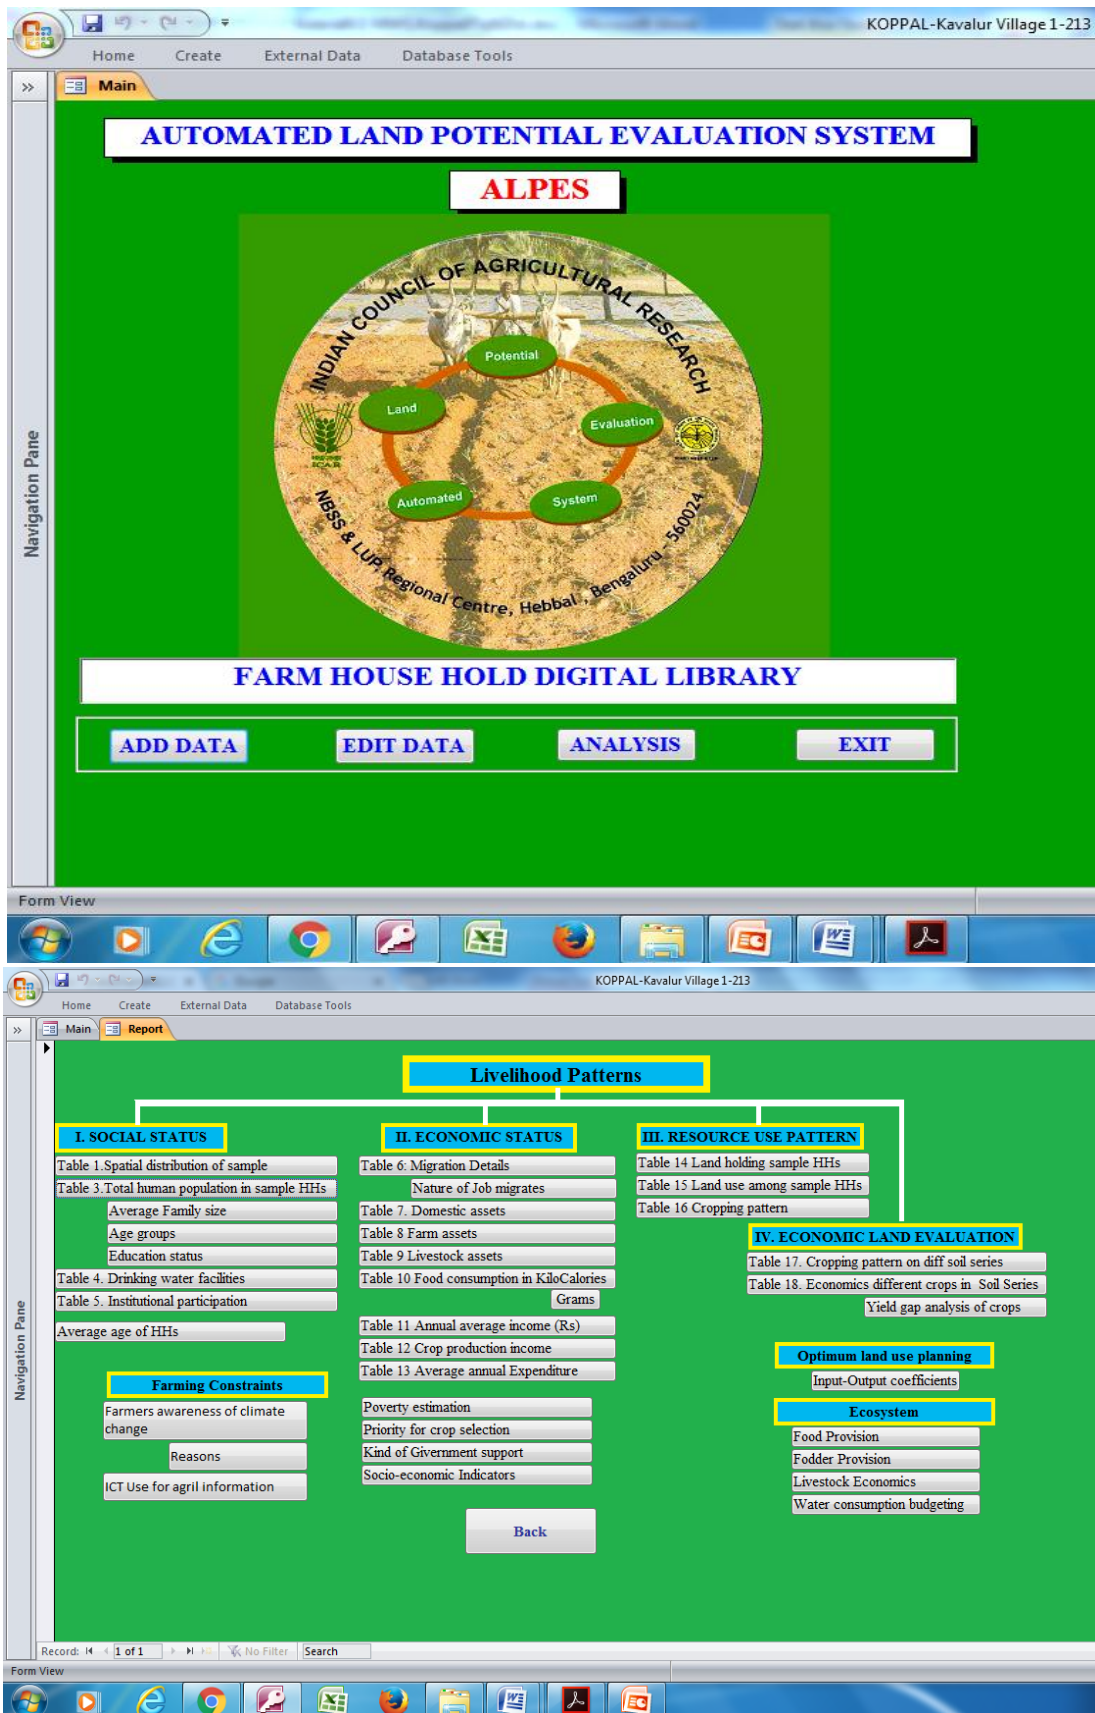 KOPPAL-Kavalur Village 1-213
Home Create External Data Database Tools
Main
AUTOMATED LAND POTENTIAL EVALUATION SYSTEM
ALPES
INDIAN COUNCIL OF AGRICULTURAL RESEARCH
Potential
Land
Evaluation
ICAR
Automated
System
NBSS & LUP, Regional Centre, Hebbal, Bengaluru - 560024
Navigation Pane
FARM HOUSE HOLD DIGITAL LIBRARY
ADD DATA EDIT DATA ANALYSIS EXIT
Form View
KOPPAL-Kavalur Village 1-213
Home Create External Data Database Tools
Main Report
Livelihood Patterns
I. SOCIAL STATUS
Table 1.Spatial distribution of sample
Table 3.Total human population in sample HHs
Average Family size
Age groups
Education status
Table 4. Drinking water facilities
Table 5. Institutional participation
Average age of HHs
Farming Constraints
Farmers awareness of climate
change
Reasons
ICT Use for agril information
II. ECONOMIC STATUS
Table 6: Migration Details
Nature of Job migrates
Table 7. Domestic assets
Table 8 Farm assets
Table 9 Livestock assets
Table 10 Food consumption in KiloCalories
Grams
Table 11 Annual average income (Rs)
Table 12 Crop production income
Table 13 Average annual Expenditure
Poverty estimation
Priority for crop selection
Kind of Givernment support
Socio-economic Indicators
III. RESOURCE USE PATTERN
Table 14 Land holding sample HHs
Table 15 Land use among sample HHs
Table 16 Cropping pattern
IV. ECONOMIC LAND EVALUATION
Table 17. Cropping pattern on diff soil series
Table 18. Economics different crops in Soil Series
Yield gap analysis of crops
Optimum land use planning
Input-Output coefficients
Ecosystem
Food Provision
Fodder Provision
Livestock Economics
Water consumption budgeting
Back
Navigation Pane
Record: 1 of 1 No Filter Search
Form View